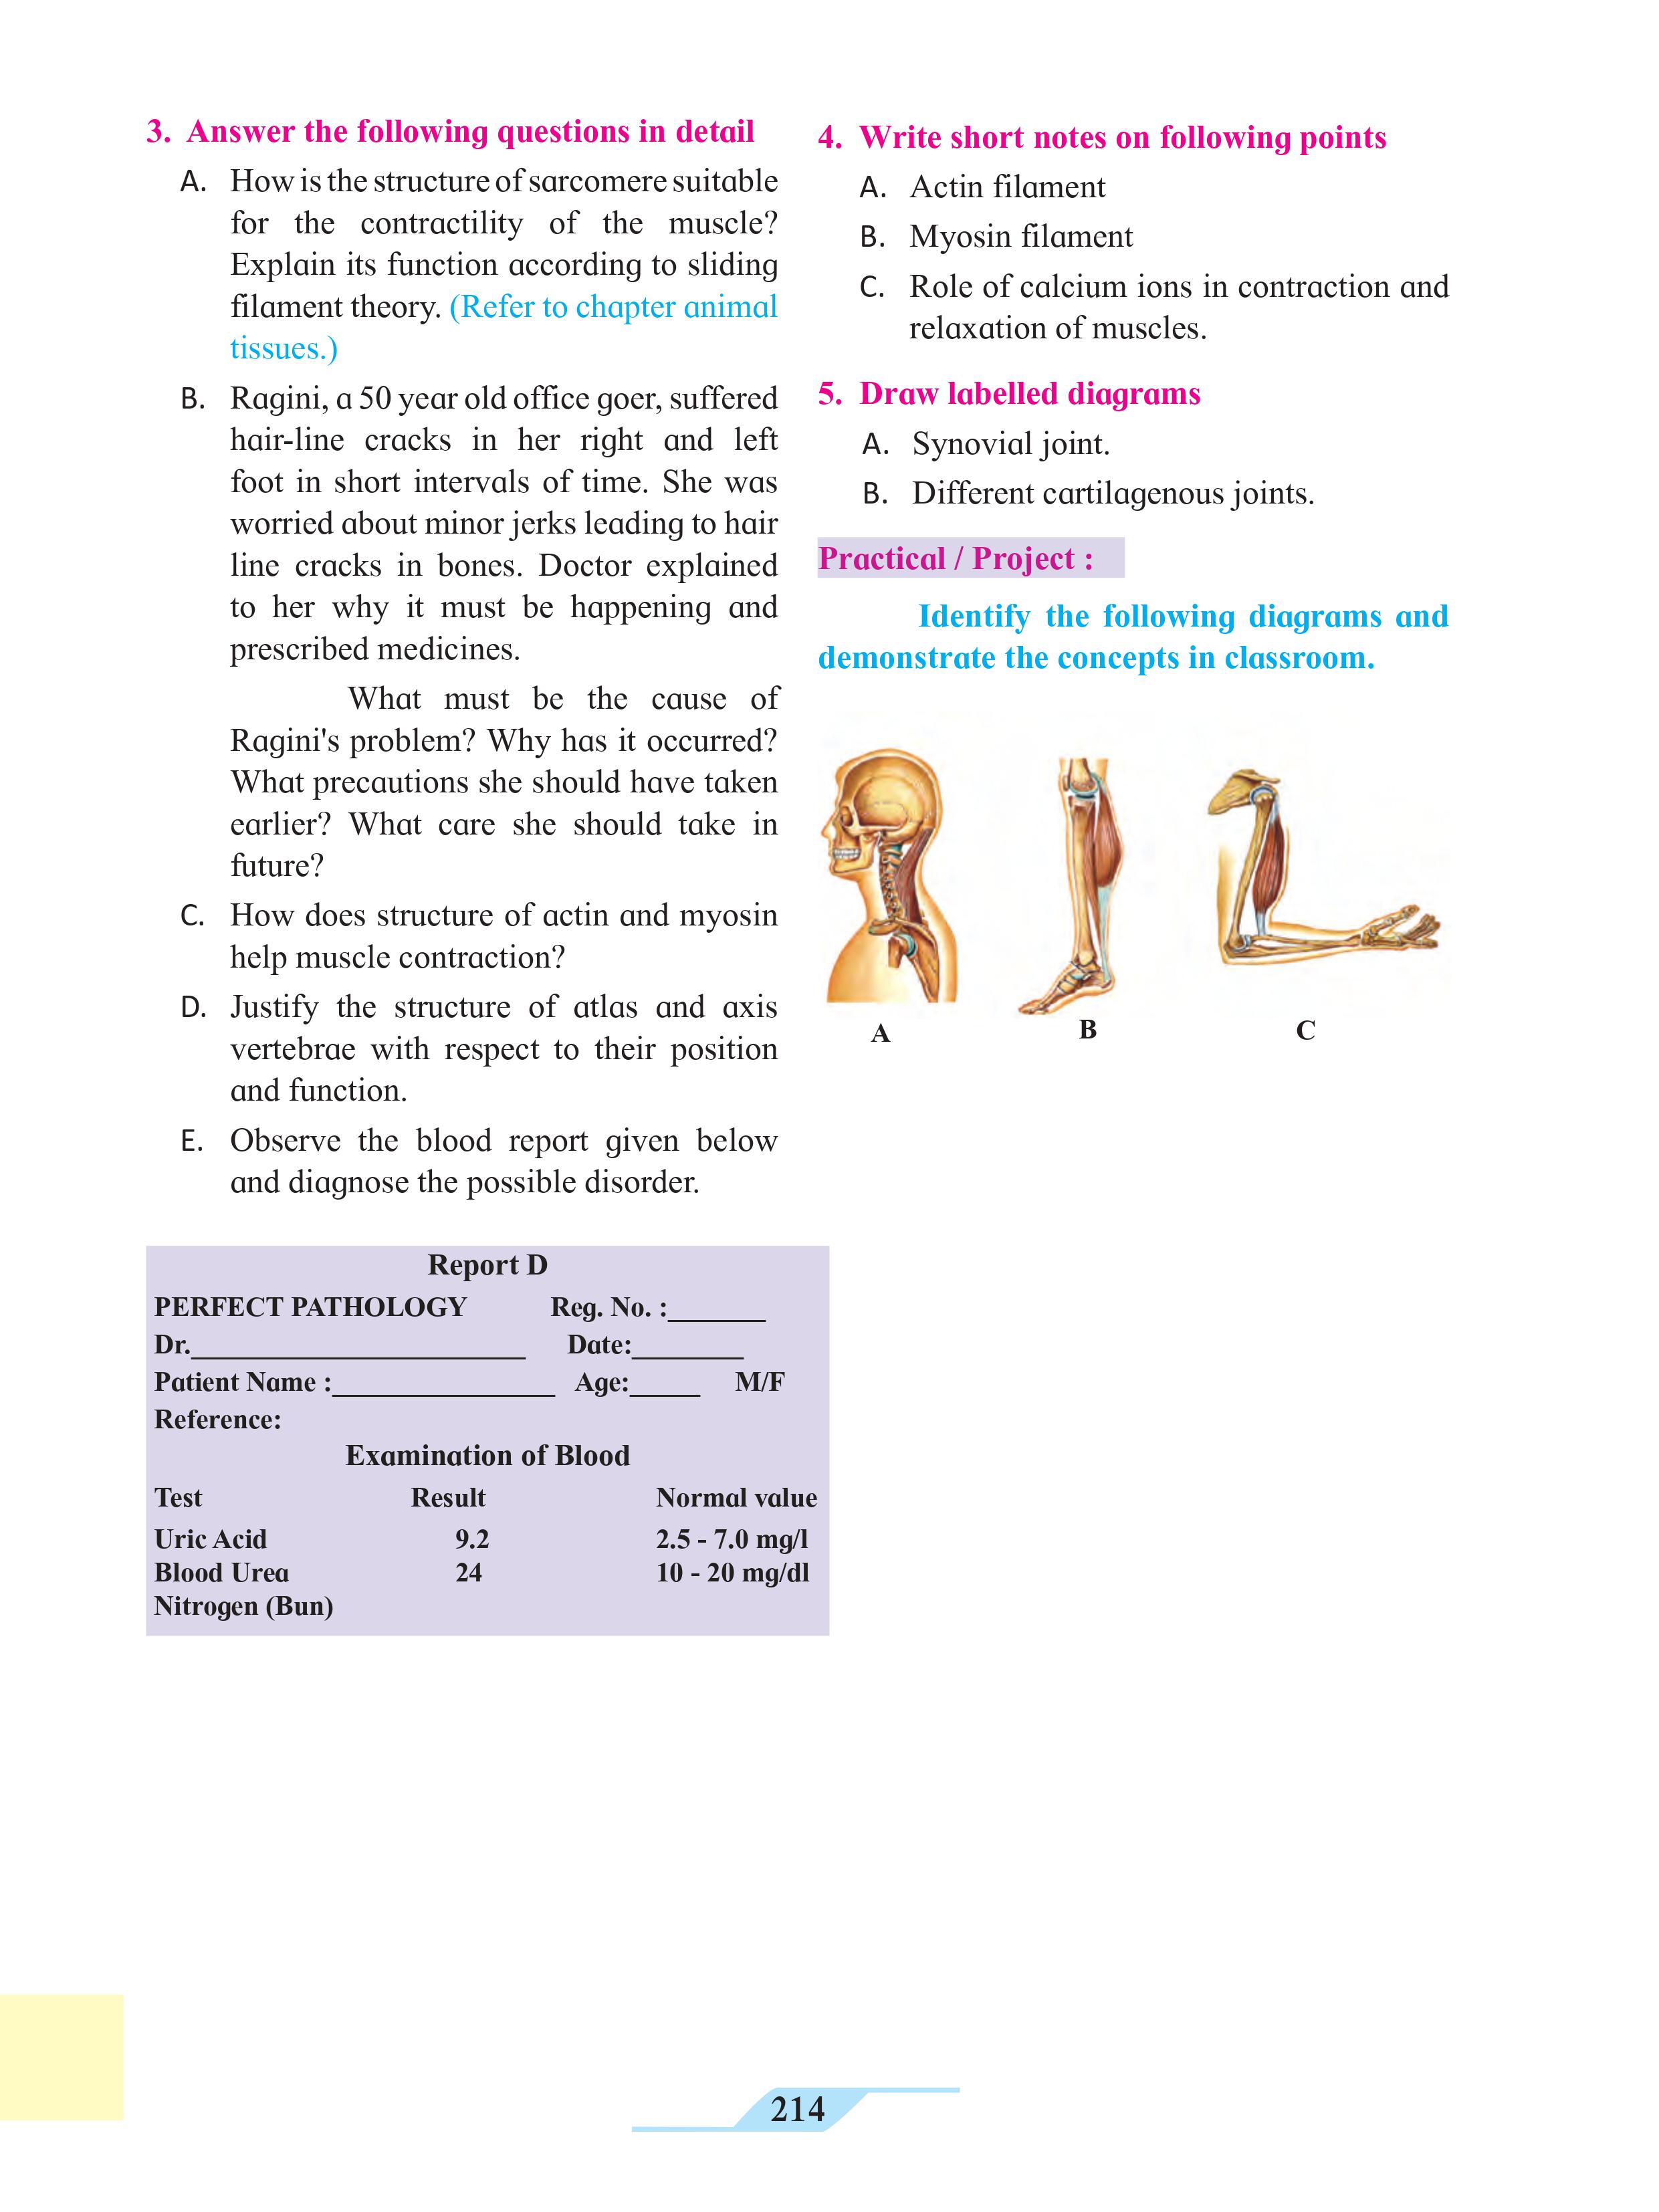 3. Answer the following questions in detail
A. How is the structure of sarcomere suitable
for the contractility of the muscle?
Explain its function according to sliding
filament theory. (Refer to chapter animal
tissues.)
B. Ragini, a 50 year old office goer, suffered
hair-line cracks in her right and left
foot in short intervals of time. She was
worried about minor jerks leading to hair
line cracks in bones. Doctor explained
to her why it must be happening and
prescribed medicines.
What must be the cause of
Ragini's problem? Why has it occurred?
What precautions she should have taken
earlier? What care she should take in
future?
C. How does structure of actin and myosin
help muscle contraction?
D. Justify the structure of atlas and axis
vertebrae with respect to their position
and function.
E. Observe the blood report given below
and diagnose the possible disorder.
Report D
PERFECT PATHOLOGY Reg. No. :_______
Dr.________________________ Date:________
Patient Name :________________ Age:_____ M/F
Reference:
Examination of Blood
Test Result Normal value
Uric Acid 9.2 2.5 - 7.0 mg/l
Blood Urea 24 10 - 20 mg/dl
Nitrogen (Bun)
4. Write short notes on following points
A. Actin filament
B. Myosin filament
C. Role of calcium ions in contraction and
relaxation of muscles.
5. Draw labelled diagrams
A. Synovial joint.
B. Different cartilagenous joints.
Practical / Project :
Identify the following diagrams and
demonstrate the concepts in classroom.
A B C
214